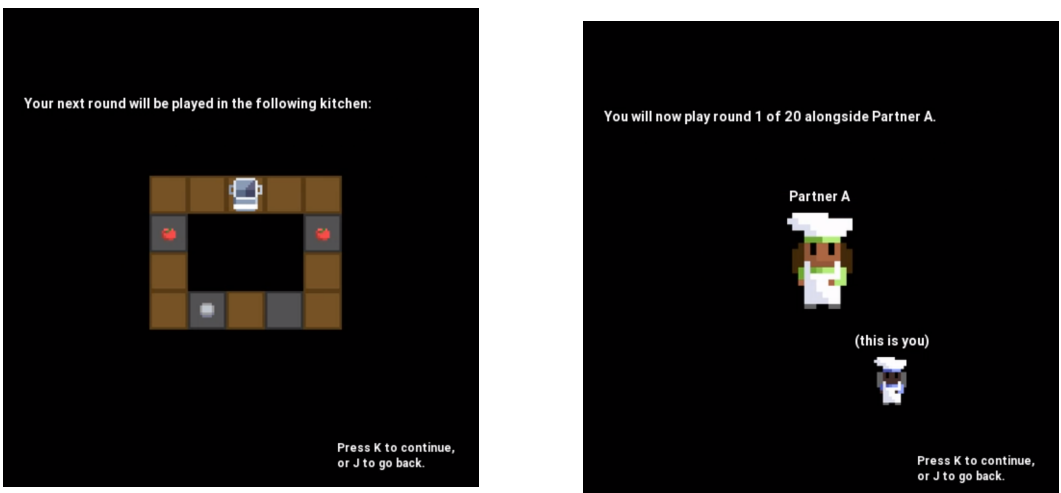 Your next round will be played in the following kitchen:
Press K to continue,
or J to go back.
You will now play round 1 of 20 alongside Partner A.
Partner A
(this is you)
Press K to continue,
or J to go back.